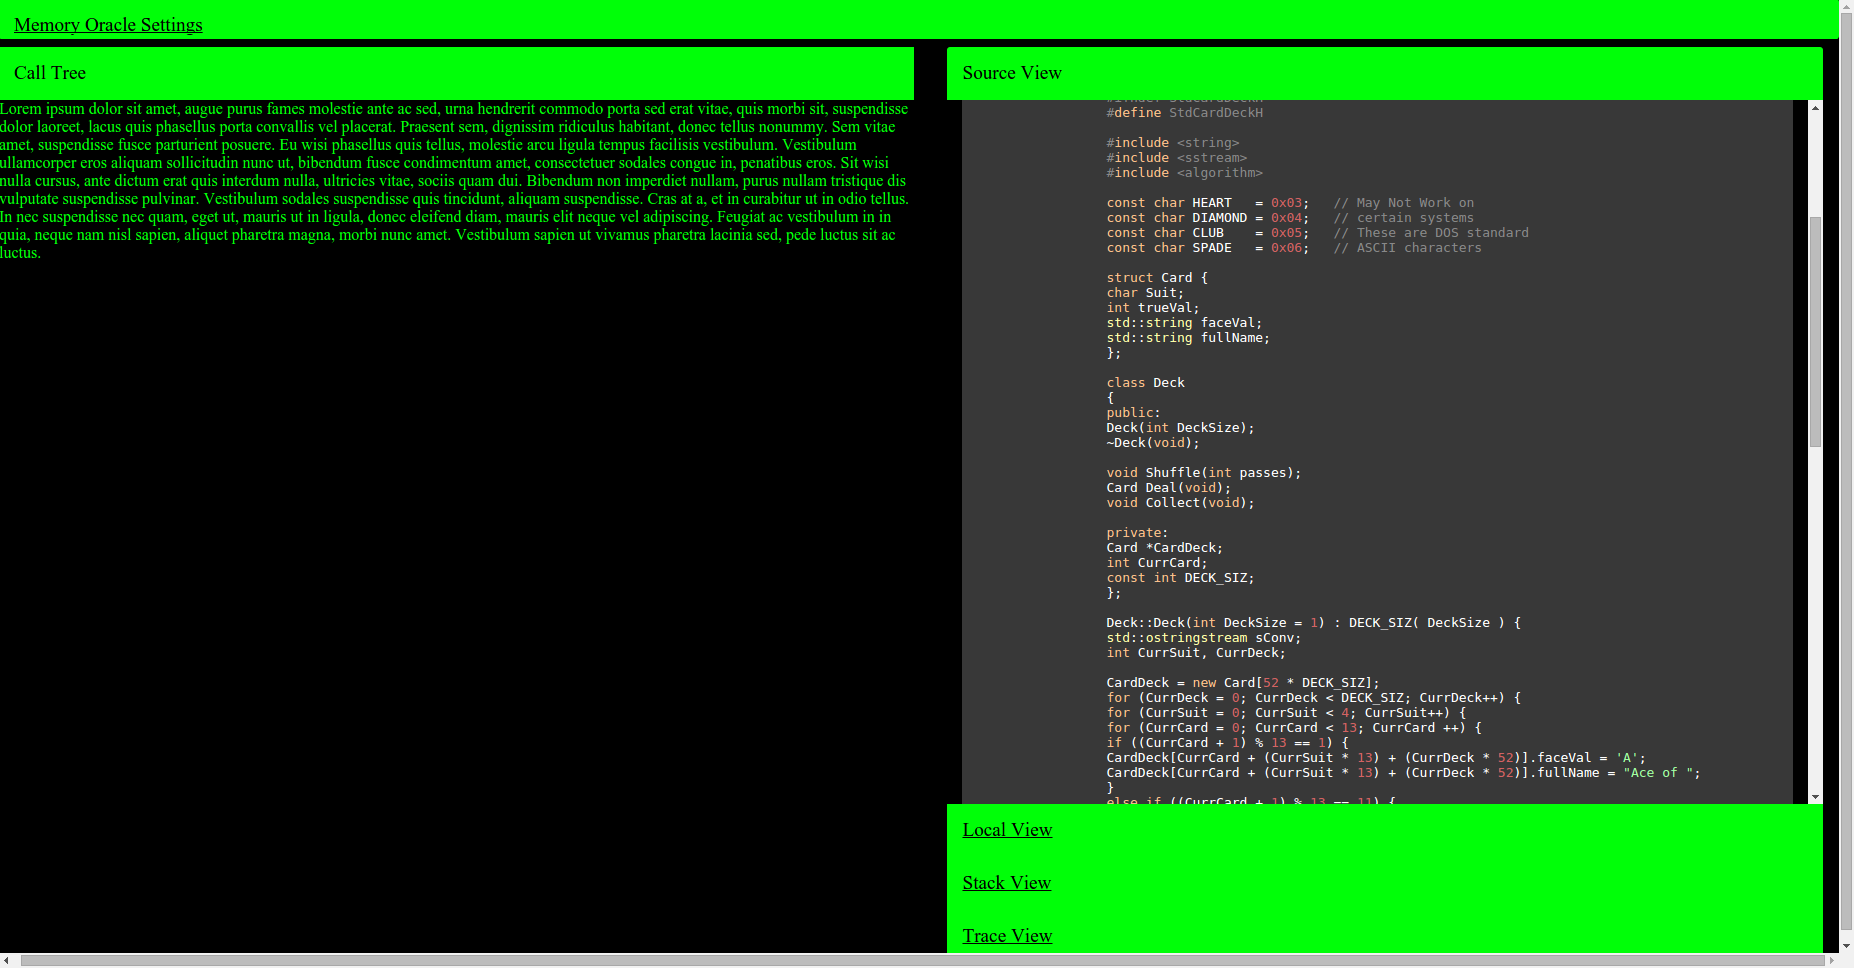 Memory Oracle Settings
Call Tree
Lorem ipsum dolor sit amet, augue purus fames molestie ante ac sed, urna hendrerit commodo porta sed erat vitae, quis morbi sit, suspendisse
dolor laoreet, lacus quis phasellus porta convallis vel placerat. Praesent sem, dignissim ridiculus habitant, donec tellus nonummy. Sem vitae
amet, suspendisse fusce parturient posuere. Eu wisi phasellus quis tellus, molestie arcu ligula tempus facilisis vestibulum. Vestibulum
ullamcorper eros aliquam sollicitudin nunc ut, bibendum fusce condimentum amet, consectetuer sodales congue in, penatibus eros. Sit wisi
nulla cursus, ante dictum erat quis interdum nulla, ultricies vitae, sociis quam dui. Bibendum non imperdiet nullam, purus nullam tristique dis
vulputate suspendisse pulvinar. Vestibulum sodales suspendisse quis tincidunt, aliquam suspendisse. Cras at a, et in curabitur ut in odio tellus.
In nec suspendisse nec quam, eget ut, mauris ut in ligula, donec eleifend diam, mauris elit neque vel adipiscing. Feugiat ac vestibulum in in
quia, neque nam nisl sapien, aliquet pharetra magna, morbi nunc amet. Vestibulum sapien ut vivamus pharetra lacinia sed, pede luctus sit ac
luctus.
Source View
#define StdCardDeckH
#include <string>
#include <sstream>
#include <algorithm>
const char HEART   = 0x03;   // May Not Work on
const char DIAMOND = 0x04;   // certain systems
const char CLUB    = 0x05;   // These are DOS standard
const char SPADE   = 0x06;   // ASCII characters
struct Card {
char Suit;
int trueVal;
std::string faceVal;
std::string fullName;
};
class Deck
{
public:
Deck(int DeckSize);
~Deck(void);
void Shuffle(int passes);
Card Deal(void);
void Collect(void);
private:
Card *CardDeck;
int CurrCard;
const int DECK_SIZ;
};
Deck::Deck(int DeckSize = 1) : DECK_SIZ( DeckSize ) {
std::ostringstream sConv;
int CurrSuit, CurrDeck;
CardDeck = new Card[52 * DECK_SIZ];
for (CurrDeck = 0; CurrDeck < DECK_SIZ; CurrDeck++) {
for (CurrSuit = 0; CurrSuit < 4; CurrSuit++) {
for (CurrCard = 0; CurrCard < 13; CurrCard ++) {
if ((CurrCard + 1) % 13 == 1) {
CardDeck[CurrCard + (CurrSuit * 13) + (CurrDeck * 52)].faceVal = 'A';
CardDeck[CurrCard + (CurrSuit * 13) + (CurrDeck * 52)].fullName = "Ace of ";
}
else if ((CurrCard + 1) % 13 == 11) {
Local View
Stack View
Trace View